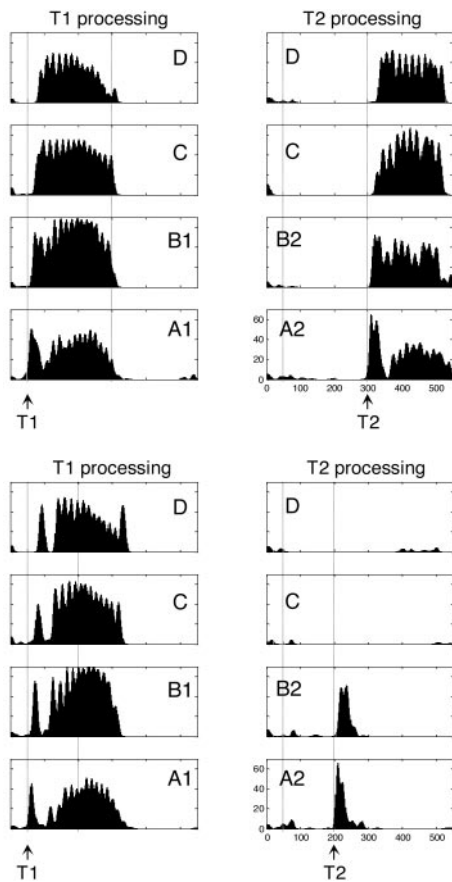 T1 processing
T2 processing
D
D
C
C
B1
B2
A1
60
40
20
0
A2
0 100 200 300 400 500
T1
T2
T1 processing
T2 processing
D
D
C
C
B1
B2
A1
60
40
20
0
A2
0 100 200 300 400 500
T1
T2